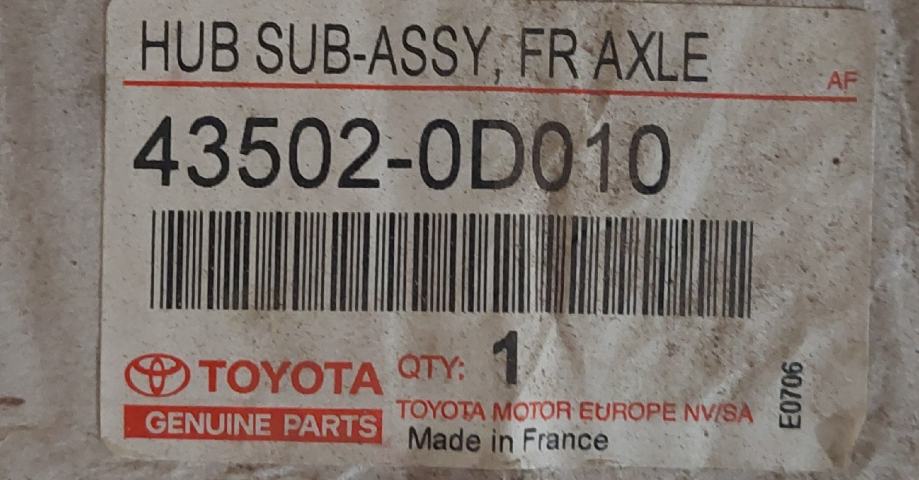 HUB SUB-ASSY, FR AXLE
AF
43502-0D010
TOYOTA QTY: 1
GENUINE PARTS
TOYOTA MOTOR EUROPE NV/SA
Made in France
E0706